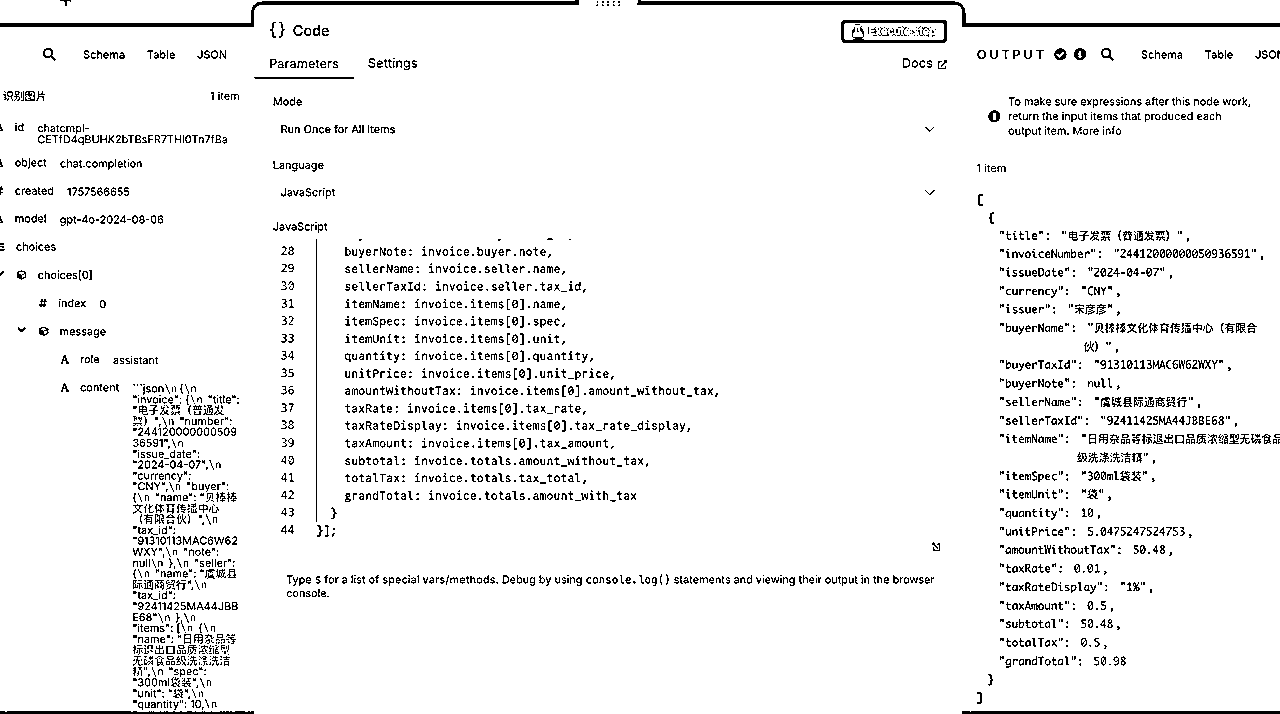 Schema Table JSON
识别图片 1 item
id chatcmpl-
CETfD4qBUHK2bTBsFR7THI0Tn7fBa
object chat.completion
# created 1757566655
model gpt-4o-2024-08-06
choices
choices[0]
# index 0
message
A role assistant
A content ```json\n{\n
"invoice": {\n "title":
"电子发票（普通发
票）",\n "number":
"244120000000509
36591",\n
"issue_date":
"2024-04-07",\n
"currency":
"CNY",\n "buyer":
{\n "name": "贝棒棒
文化体育传播中心
（有限合伙）",\n
"tax_id":
"91310113MAC6W62
WXY",\n "note":
null\n },\n "seller":
{\n "name": "虞城县
际通商贸行",\n
"tax_id":
"92411425MA44JBB
E68"\n },\n
"items": [\n {\n
"name": "日用杂品等
出口品质浓缩型
无磷食品级洗涤洗洁
",\n "spec":
"300ml袋装",\n
"unit": "袋",\n
"quantity": 10,\n
{} Code
Execute step
Parameters Settings
Docs
Mode
Run Once for All Items
Language
JavaScript
JavaScript
28 buyerNote: invoice.buyer.note,
29 sellerName: invoice.seller.name,
30 sellerTaxId: invoice.seller.tax_id,
31 itemName: invoice.items[0].name,
32 itemSpec: invoice.items[0].spec,
33 itemUnit: invoice.items[0].unit,
34 quantity: invoice.items[0].quantity,
35 unitPrice: invoice.items[0].unit_price,
36 amountWithoutTax: invoice.items[0].amount_without_tax,
37 taxRate: invoice.items[0].tax_rate,
38 taxRateDisplay: invoice.items[0].tax_rate_display,
39 taxAmount: invoice.items[0].tax_amount,
40 subtotal: invoice.totals.amount_without_tax,
41 totalTax: invoice.totals.tax_total,
42 grandTotal: invoice.totals.amount_with_tax
43 }
44 }];
Type $ for a list of special vars/methods. Debug by using console.log() statements and viewing their output in the browser
console.
OUTPUT Schema Table JSON
To make sure expressions after this node work,
return the input items that produced each
output item. More info
1 item
[
{
"title": "电子发票（普通发票）",
"invoiceNumber": "24412000000050936591",
"issueDate": "2024-04-07",
"currency": "CNY",
"issuer": "宋彦彦",
"buyerName": "贝棒棒文化体育传播中心（有限合
伙）",
"buyerTaxId": "91310113MAC6W62WXY",
"buyerNote": null,
"sellerName": "虞城县际通商贸行",
"sellerTaxId": "92411425MA44JBBE68",
"itemName": "日用杂品等出口品质浓缩型无磷食品
级洗涤洗洁",
"itemSpec": "300ml袋装",
"itemUnit": "袋",
"quantity": 10,
"unitPrice": 5.0475247524753,
"amountWithoutTax": 50.48,
"taxRate": 0.01,
"taxRateDisplay": "1%",
"taxAmount": 0.5,
"subtotal": 50.48,
"totalTax": 0.5,
"grandTotal": 50.98
}
]